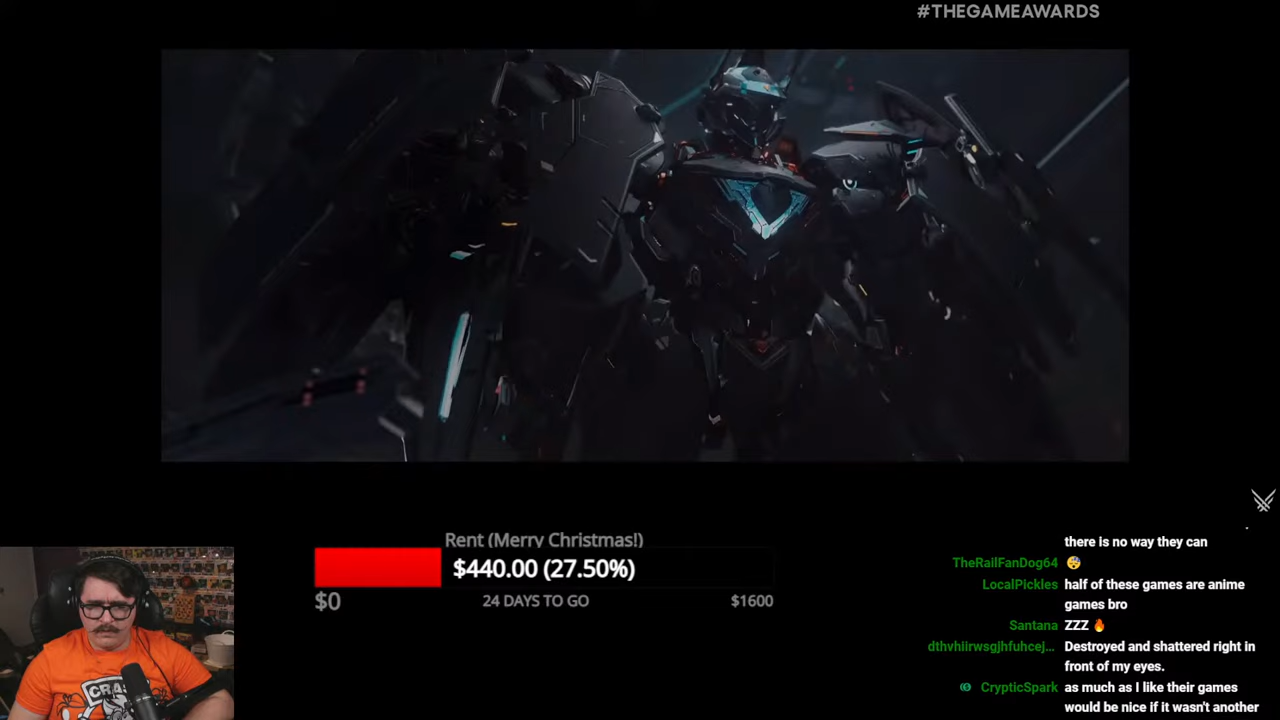 #THEGAMEAWARDS
Rent (Merry Christmas!)
$440.00 (27.50%)
$0
24 DAYS TO GO
$1600
there is no way they can
TheRailFanDog64 😴
LocalPickles half of these games are anime
games bro
Santana ZZZ 🔥
Destroyed and shattered right in
front of my eyes.
CrypticSpark as much as I like their games
would be nice if it wasn't another
CRA